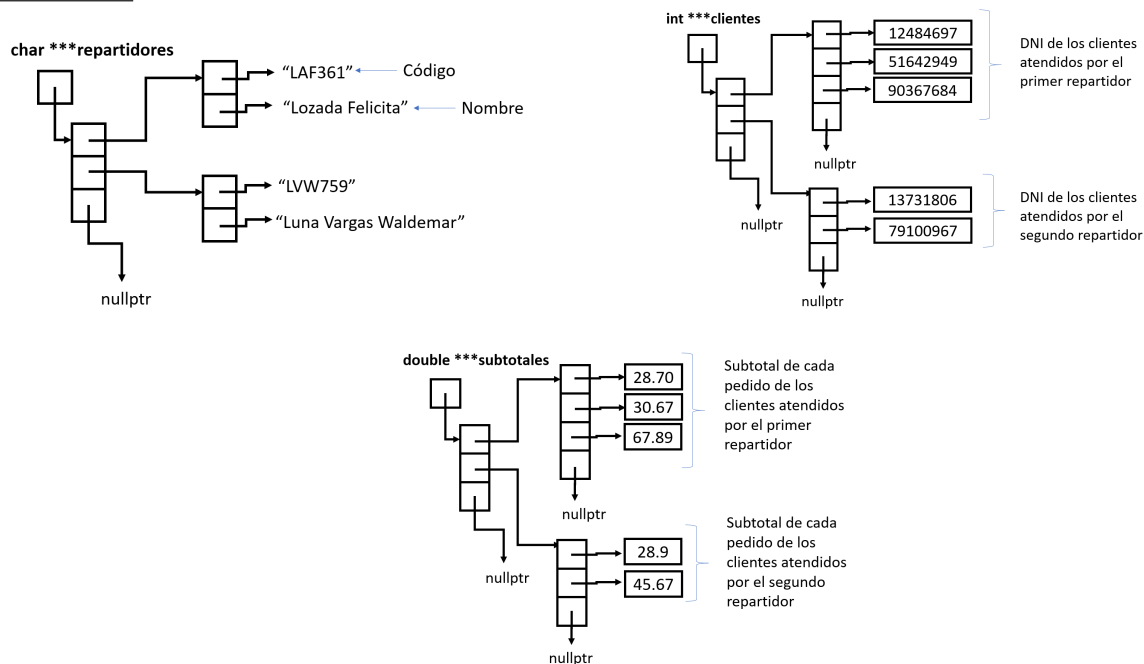 char ***repartidores
“LAF361”
Código
“Lozada Felicita”
Nombre
“LVW759”
“Luna Vargas Waldemar”
nullptr
int ***clientes
12484697
51642949
90367684
nullptr
DNI de los clientes
atendidos por el
primer repartidor
nullptr
13731806
79100967
nullptr
DNI de los clientes
atendidos por el
segundo repartidor
double ***subtotales
28.70
30.67
67.89
nullptr
Subtotal de cada
pedido de los
clientes atendidos
por el primer
repartidor
nullptr
28.9
45.67
nullptr
Subtotal de cada
pedido de los
clientes atendidos
por el segundo
repartidor